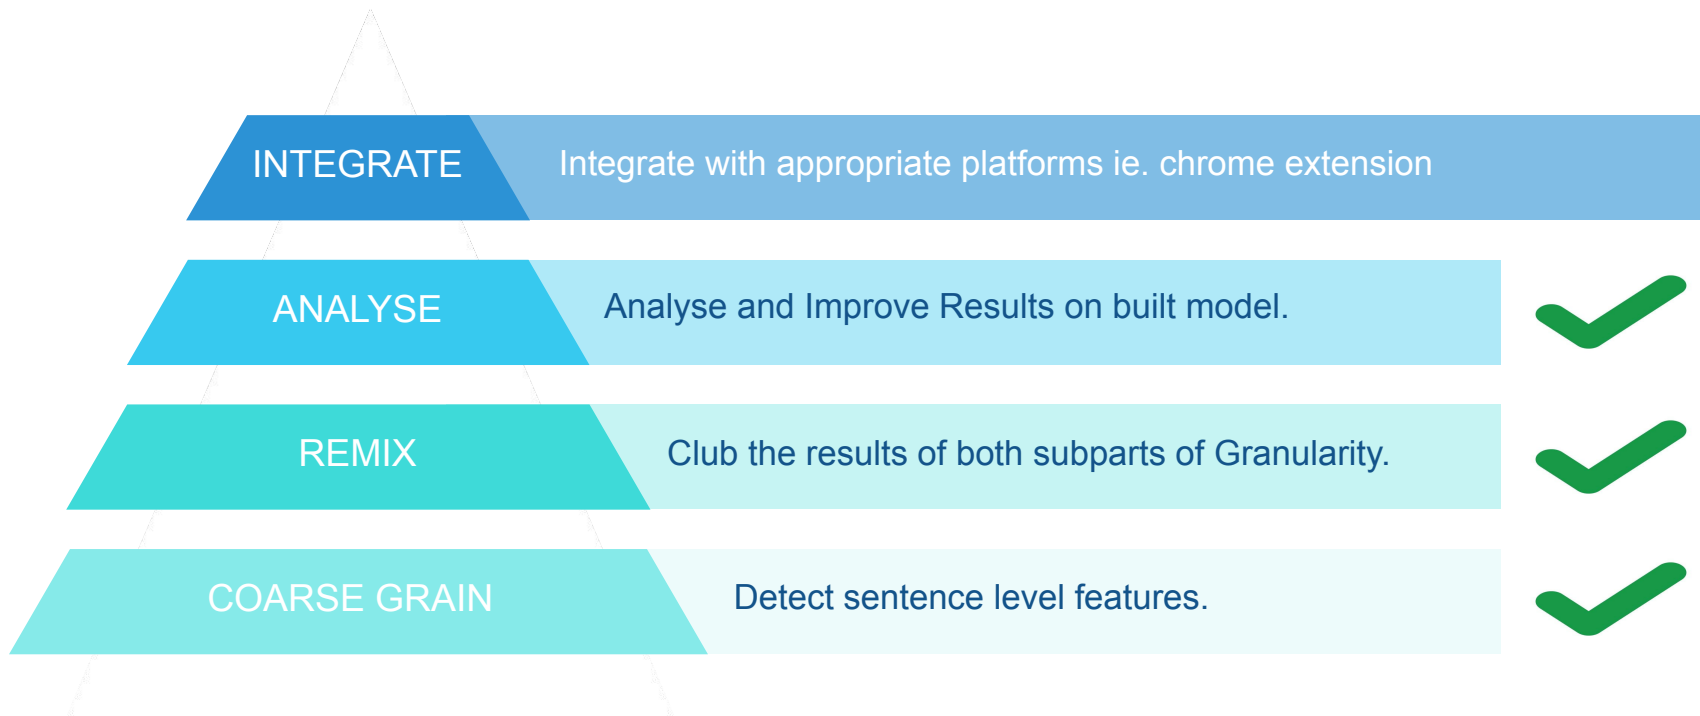 INTEGRATE
Integrate with appropriate platforms ie. chrome extension
ANALYSE
Analyse and Improve Results on built model.
REMIX
Club the results of both subparts of Granularity.
COARSE GRAIN
Detect sentence level features.